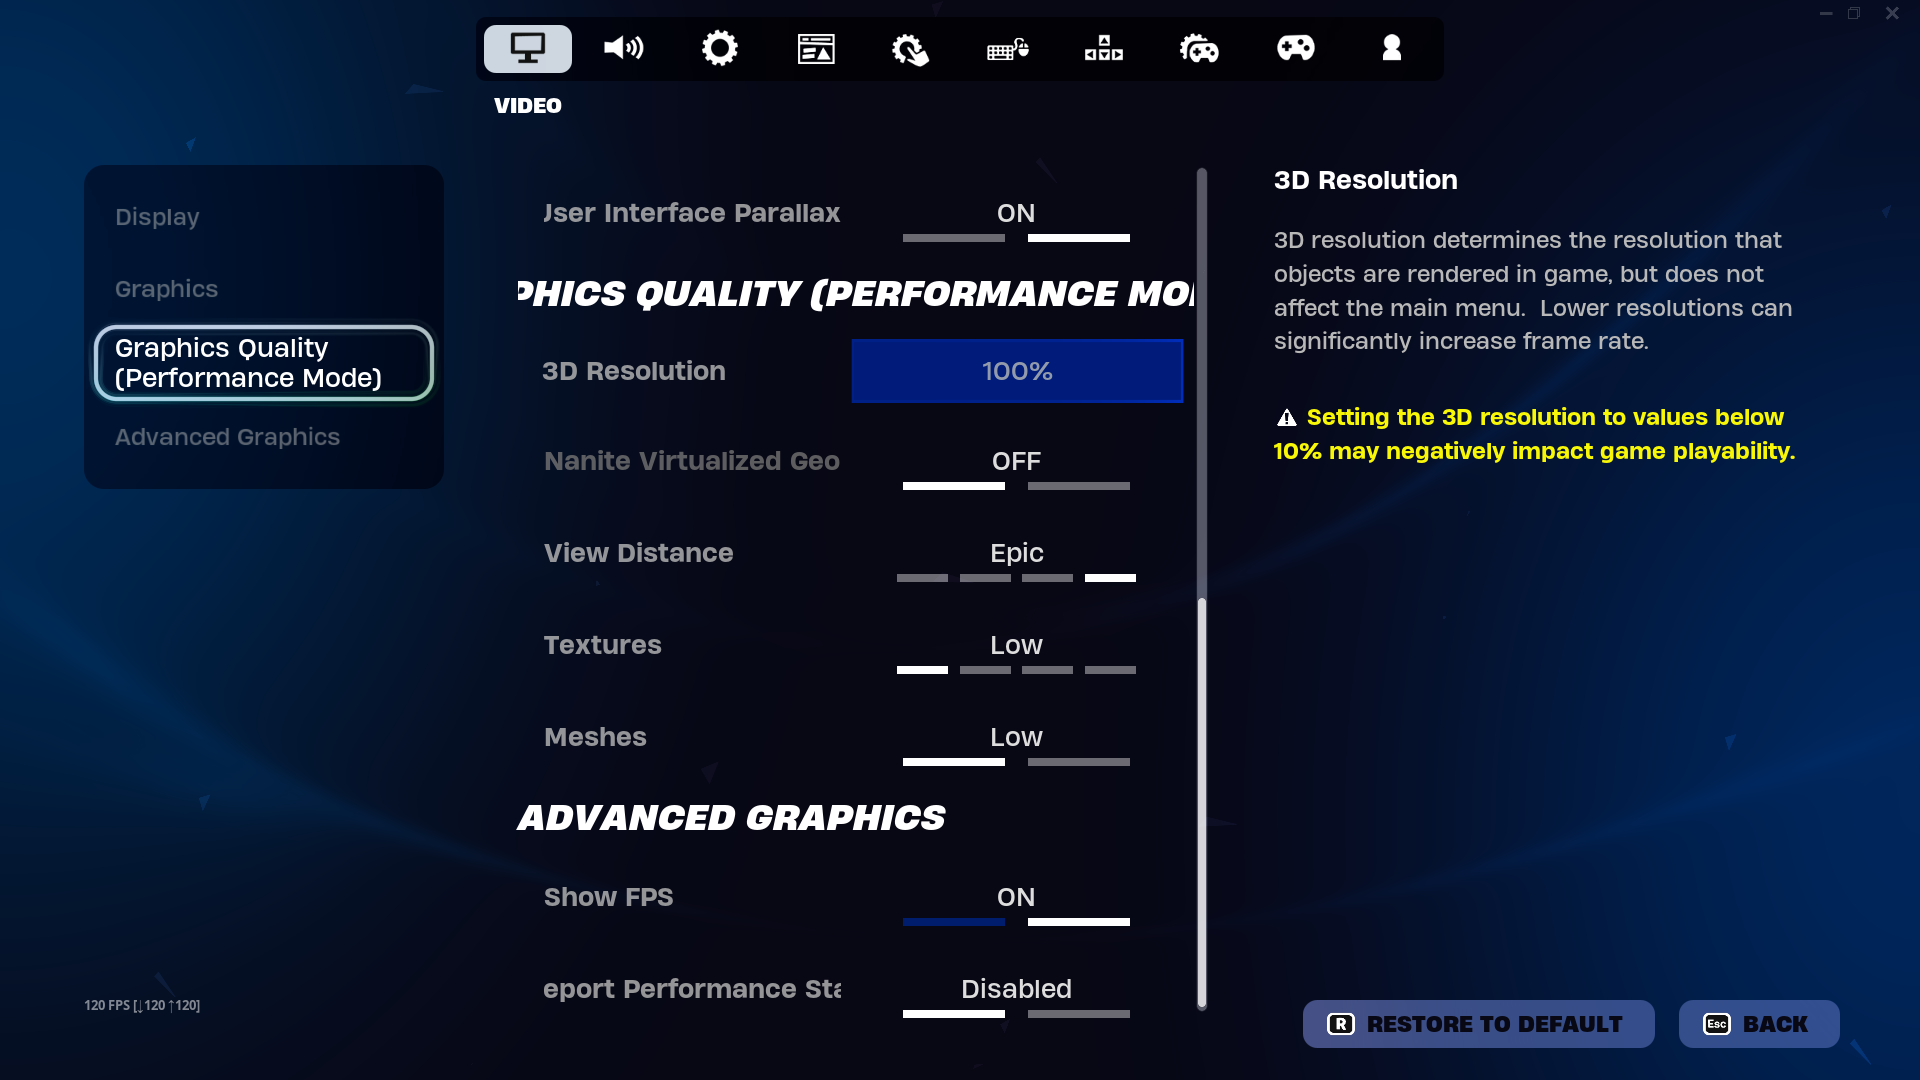 VIDEO
Display
Graphics
Graphics Quality
(Performance Mode)
Advanced Graphics
User Interface Parallax
ON
PHICS QUALITY (PERFORMANCE MO
3D Resolution
100%
Nanite Virtualized Geo
OFF
View Distance
Epic
Textures
Low
Meshes
Low
ADVANCED GRAPHICS
Show FPS
ON
eport Performance Sta
Disabled
3D Resolution
3D resolution determines the resolution that
objects are rendered in game, but does not
affect the main menu.  Lower resolutions can
significantly increase frame rate.
Setting the 3D resolution to values below
10% may negatively impact game playability.
120 FPS [↓120 ↑120]
R RESTORE TO DEFAULT
Esc BACK